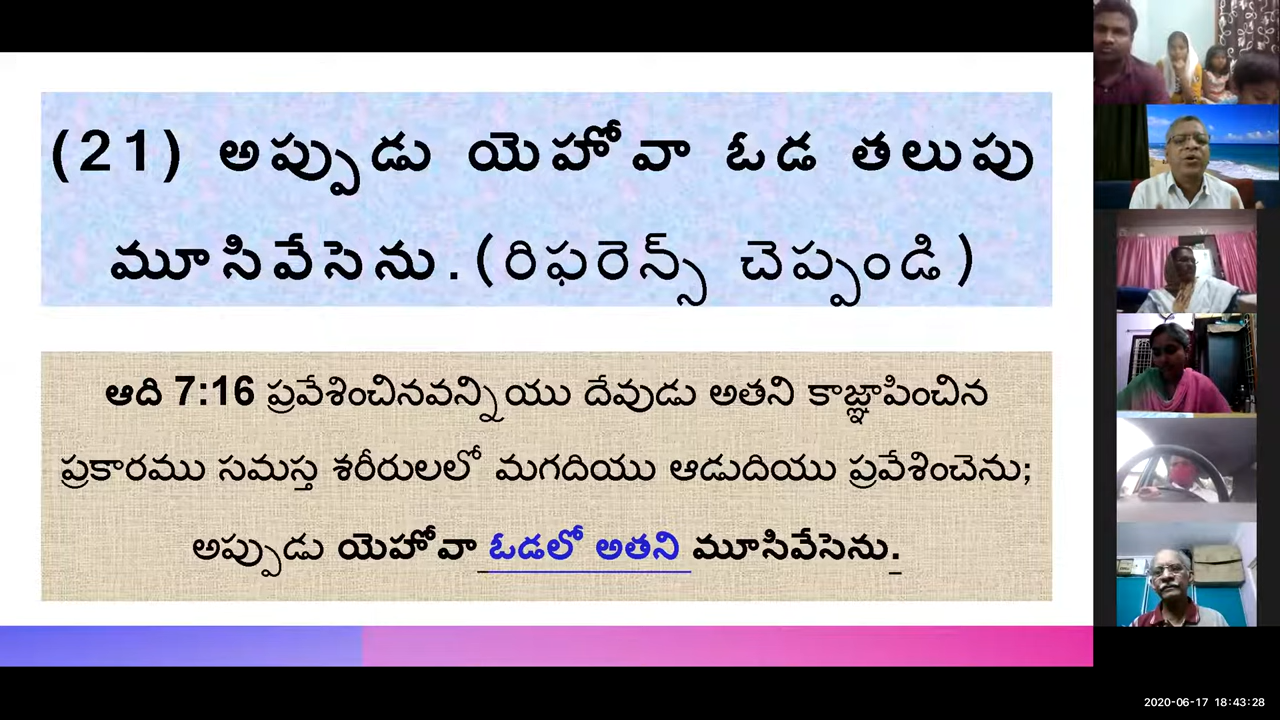 (21) అప్పుడు యెహోవా ఓడ తలుపు
మూసివేసెను.(రిఫరెన్స్ చెప్పండి)
ఆది 7:16 ప్రవేశించినవన్నియు దేవుడు అతని కాజ్ఞాపించిన
ప్రకారము సమస్త శరీరులలో మగదియు ఆడుదియు ప్రవేశించెను;
అప్పుడు యెహోవా ఓడలో అతని మూసివేసెను.
2020-06-17 18:43:28